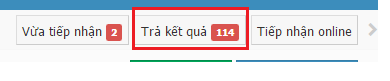 Vừa tiếp nhận 2 Trả kết quả 114 Tiếp nhận online